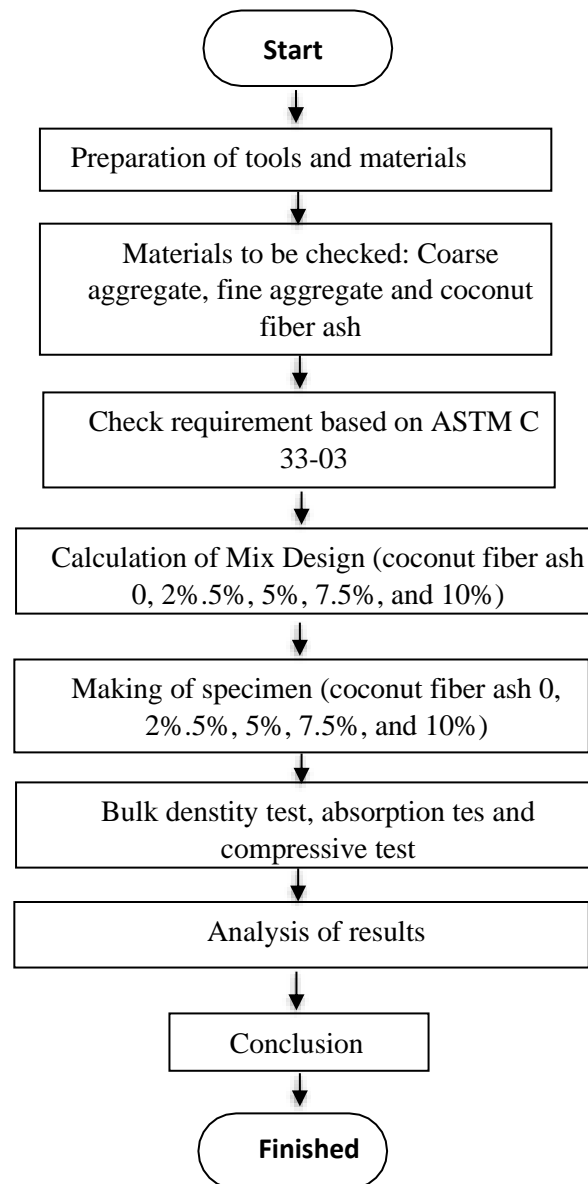 Start
Preparation of tools and materials
Materials to be checked: Coarse
aggregate, fine aggregate and coconut
fiber ash
Check requirement based on ASTM C
33-03
Calculation of Mix Design (coconut fiber ash
0, 2%.5%, 5%, 7.5%, and 10%)
Making of specimen (coconut fiber ash 0,
2%.5%, 5%, 7.5%, and 10%)
Bulk denstity test, absorption tes and
compressive test
Analysis of results
Conclusion
Finished